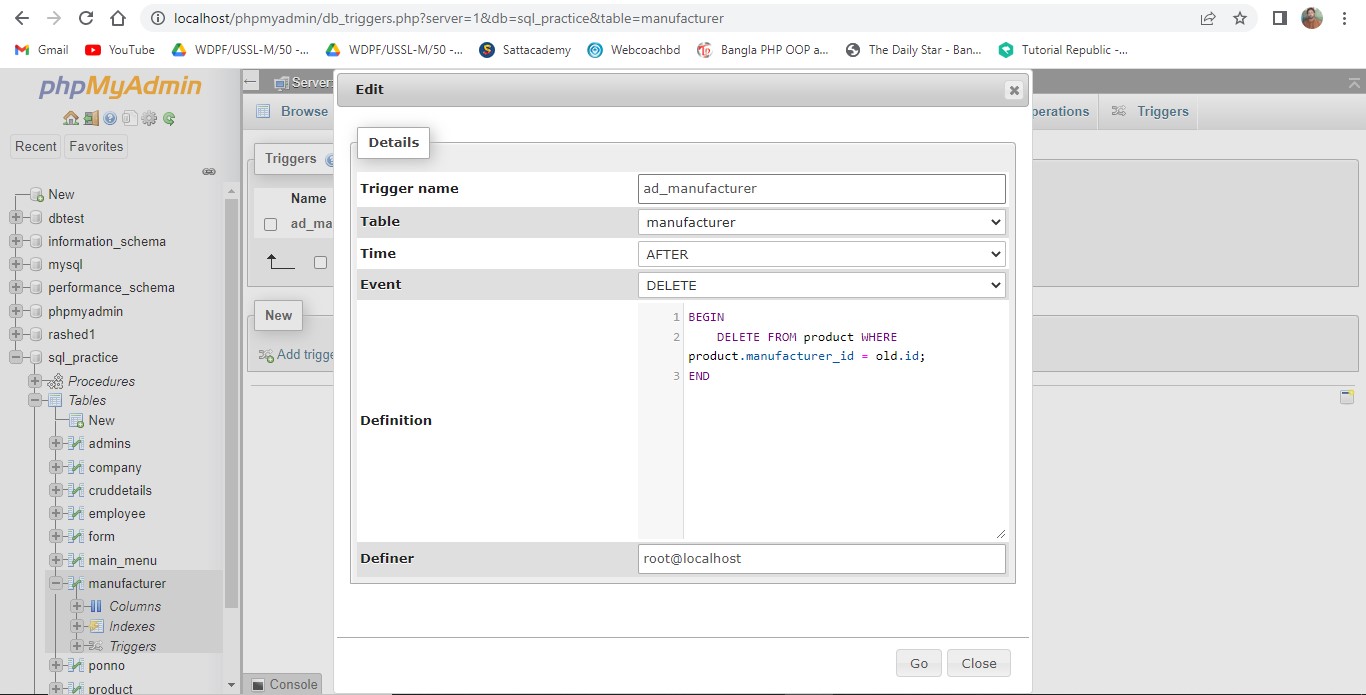 localhost/phpmyadmin/db_triggers.php?server=1&db=sql_practice&table=manufacturer
Gmail
YouTube
WDPF/USSL-M/50 -...
WDPF/USSL-M/50 -...
Sattacademy
Webcoachbd
Bangla PHP OOP a...
The Daily Star - Ban...
Tutorial Republic -...
phpMyAdmin
Recent
Favorites
New
dbtest
information_schema
mysql
performance_schema
phpmyadmin
rashed1
sql_practice
Procedures
Tables
New
admins
company
cruddetails
employee
form
main_menu
manufacturer
Columns
Indexes
Triggers
ponno
product
Server:
Browse
perations
Triggers
Triggers
Name
ad_ma
New
Add trigge
Console
Edit
Details
Trigger name
ad_manufacturer
Table
manufacturer
Time
AFTER
Event
DELETE
Definition
1 BEGIN
2 DELETE FROM product WHERE
product.manufacturer_id = old.id;
3 END
Definer
root@localhost
Go
Close